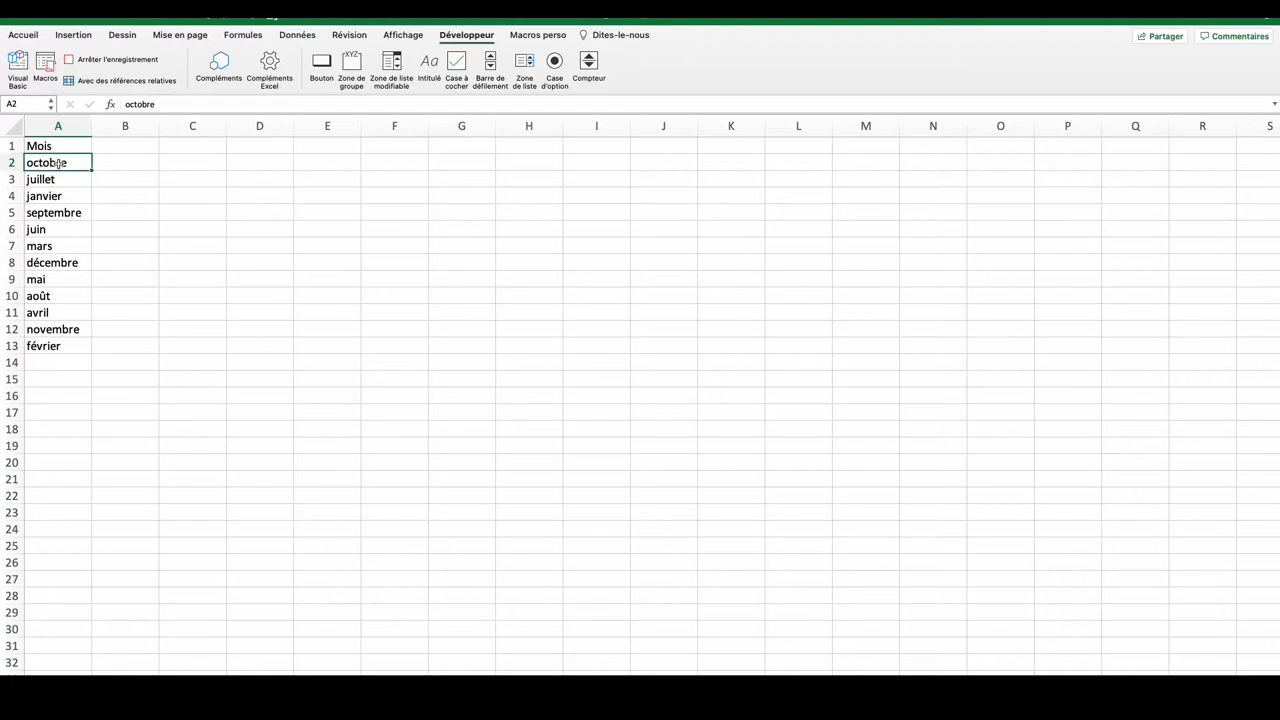 Accueil Insertion Dessin Mise en page Formules Données Révision Affichage Développeur Macros perso Dites-le-nous Partager Commentaires
Visual Basic Macros Arrêter l'enregistrement Avec des références relatives Compléments Compléments Excel Bouton Zone de groupe Zone de liste modifiable Intitulé Case à cocher Barre de défilement Zone de liste Case d'option Compteur
A2 fx octobre
A B C D E F G H I J K L M N O P Q R S
1 Mois
2 octobre
3 juillet
4 janvier
5 septembre
6 juin
7 mars
8 décembre
9 mai
10 août
11 avril
12 novembre
13 février
14
15
16
17
18
19
20
21
22
23
24
25
26
27
28
29
30
31
32